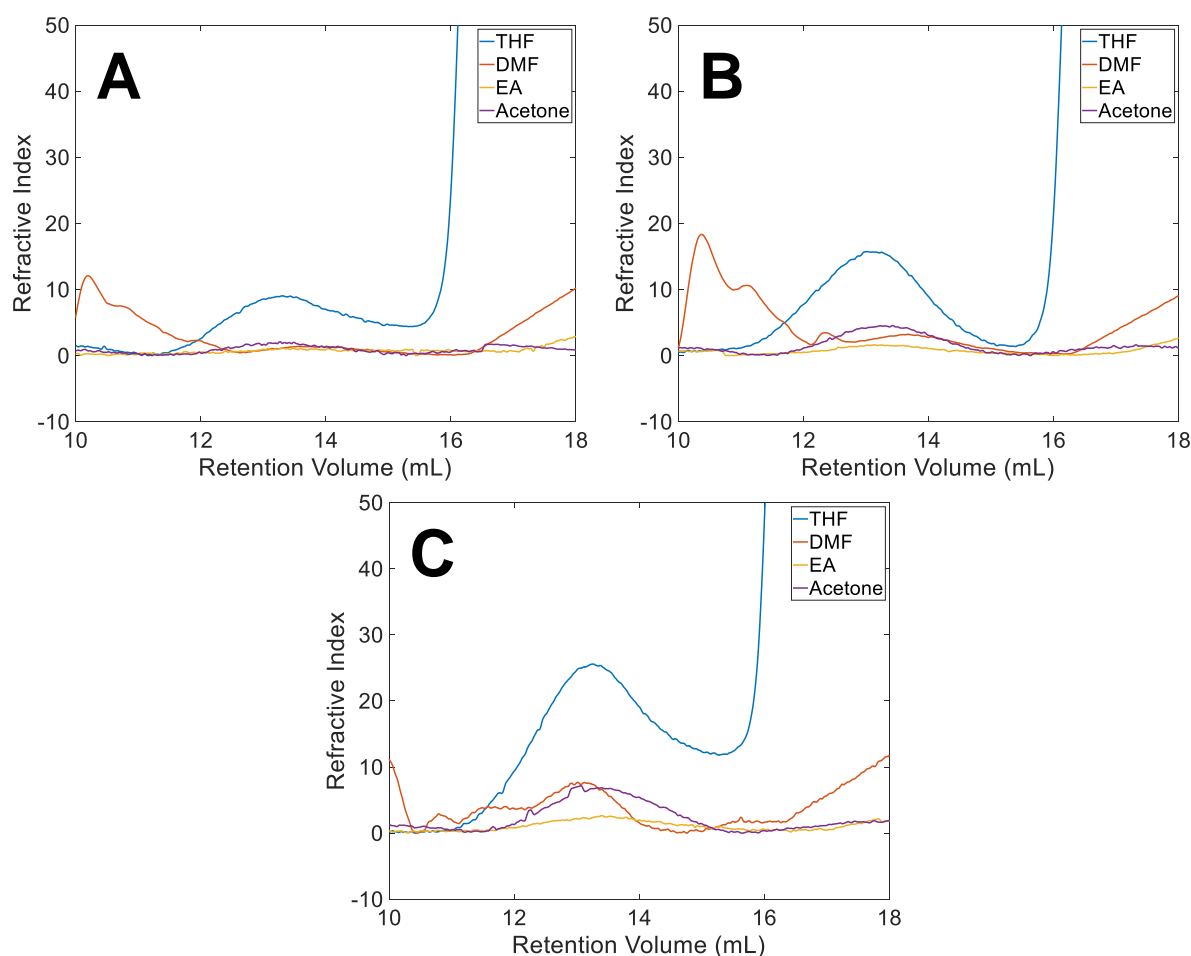 A
50
40
30
20
10
0
-10
Refractive Index
THF
DMF
EA
Acetone
10 12 14 16 18
Retention Volume (mL)
B
50
40
30
20
10
0
-10
Refractive Index
THF
DMF
EA
Acetone
10 12 14 16 18
Retention Volume (mL)
C
50
40
30
20
10
0
-10
Refractive Index
THF
DMF
EA
Acetone
10 12 14 16 18
Retention Volume (mL)